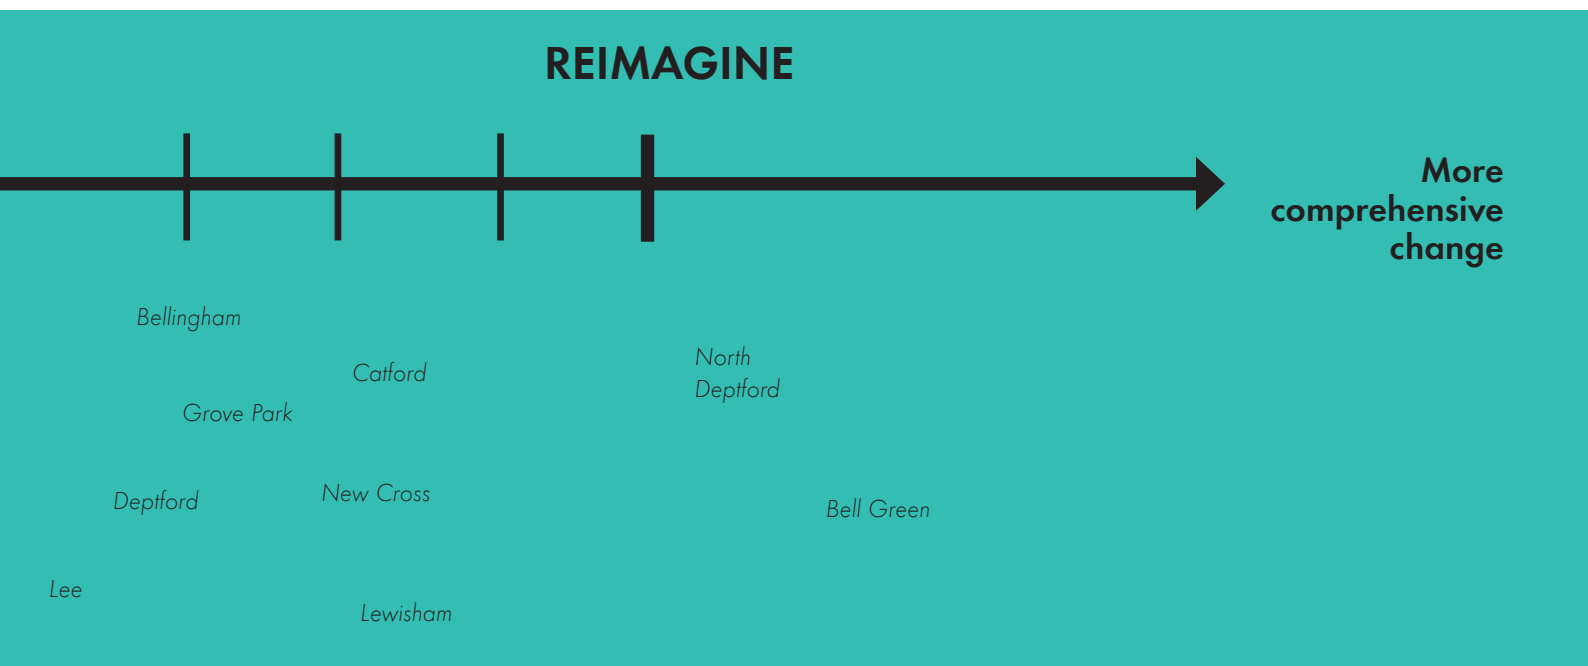 REIMAGINE
More
comprehensive
change
Bellingham
Catford
North
Deptford
Grove Park
Deptford
New Cross
Bell Green
Lee
Lewisham